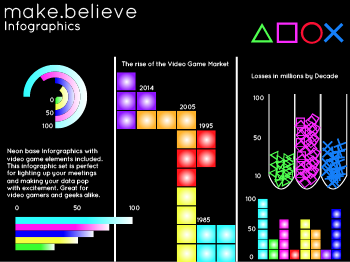 make.believe
Infographics
The rise of the Video Game Market
2014
2005
1995
1985
0
50
100
Neon base Inforgraphics with
video game elements included.
This infographic set is perfect
for lighting up your meetings
and making your data pop
with excitement. Great for
video gamers and geeks alike.
0
50
100
Losses in millions by Decade
100
50
10
100
50
10